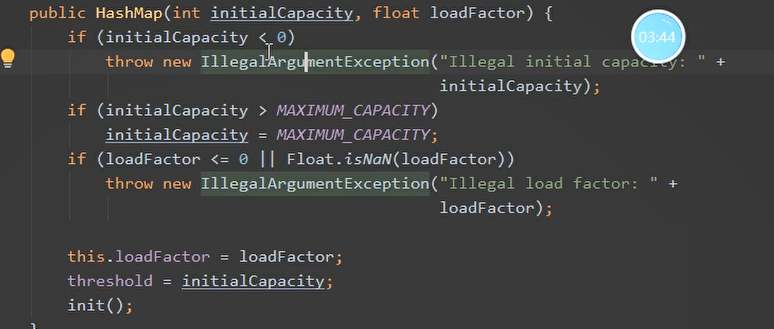 public HashMap(int initialCapacity, float loadFactor) {
if (initialCapacity < 0)
throw new IllegalArgumentException("Illegal initial capacity: " +
initialCapacity);
if (initialCapacity > MAXIMUM_CAPACITY)
initialCapacity = MAXIMUM_CAPACITY;
if (loadFactor <= 0 || Float.isNaN(loadFactor))
throw new IllegalArgumentException("Illegal load factor: " +
loadFactor);
this.loadFactor = loadFactor;
threshold = initialCapacity;
init();
}
03:44